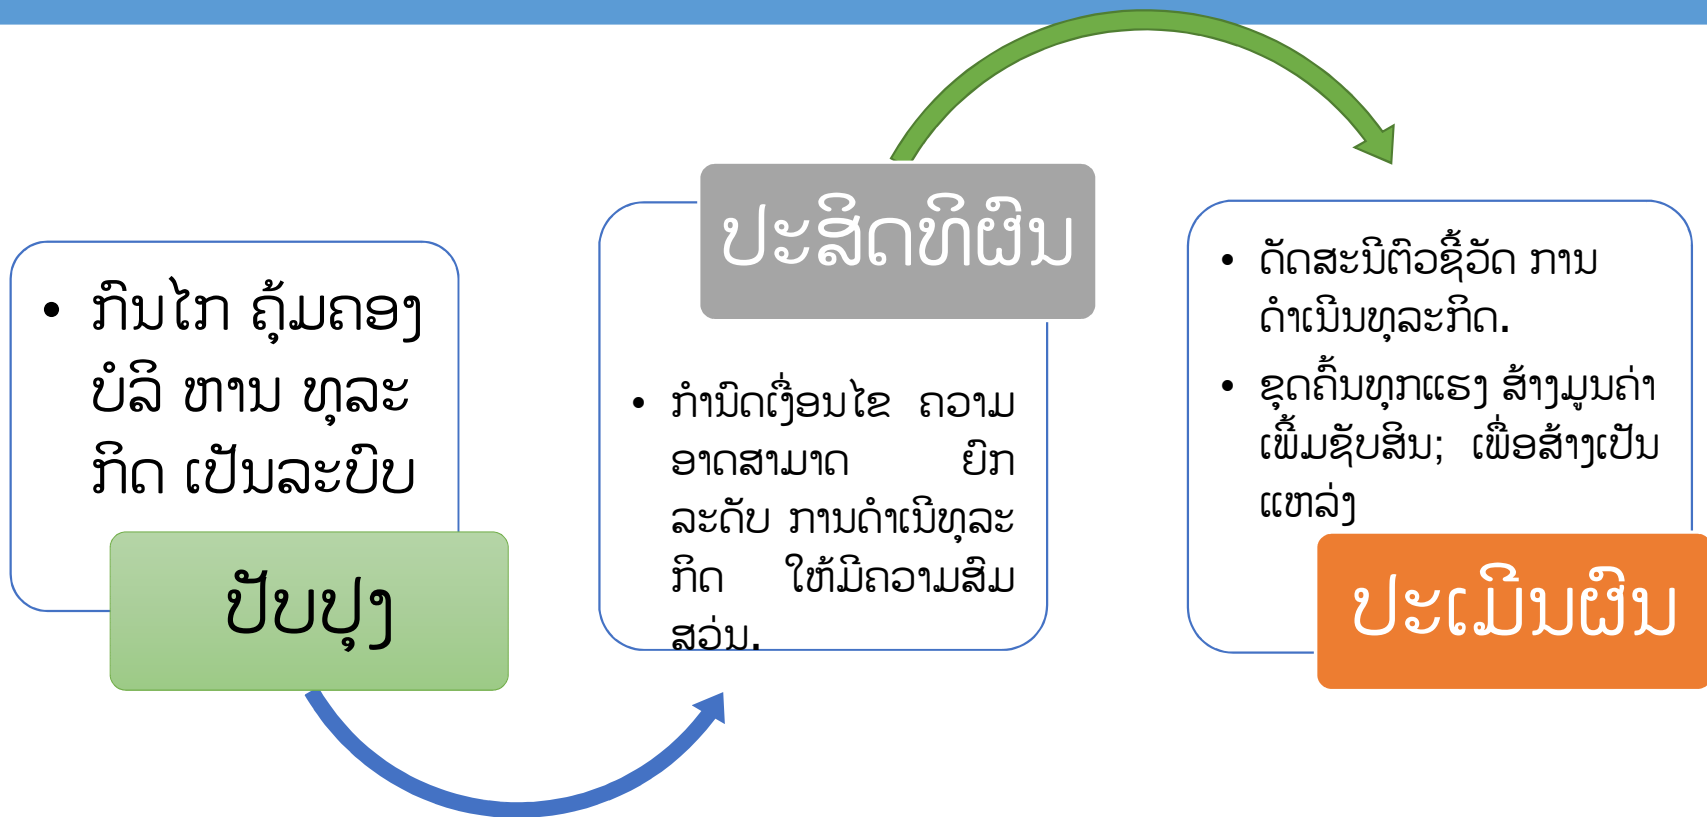 • ກົນໄກ ຄຸ້ມຄອງ
ບໍລິ ຫານ ທຸລະ
ກິດ ເປັນລະບົບ
ປັບປຸງ
ປະສິດທິຜົນ
• ກໍານົດເງື່ອນໄຂ ຄວາມ
ອາດສາມາດ ຍົກ
ລະດັບ ການດໍາເນີທຸລະ
ກິດ ໃຫ້ມີຄວາມສົມ
ສວ່ນ.
• ດັດສະນີຕົວຊີ້ວັດ ການ
ດໍາເນີນທຸລະກິດ.
• ຂຸດຄົ້ນທຸກແຮງ ສ້າງມູນຄ່າ
ເພີ້ມຊັບສິນ; ເພື່ອສ້າງເປັນ
ແຫລ່ງ
ປະເມີນຜົນ